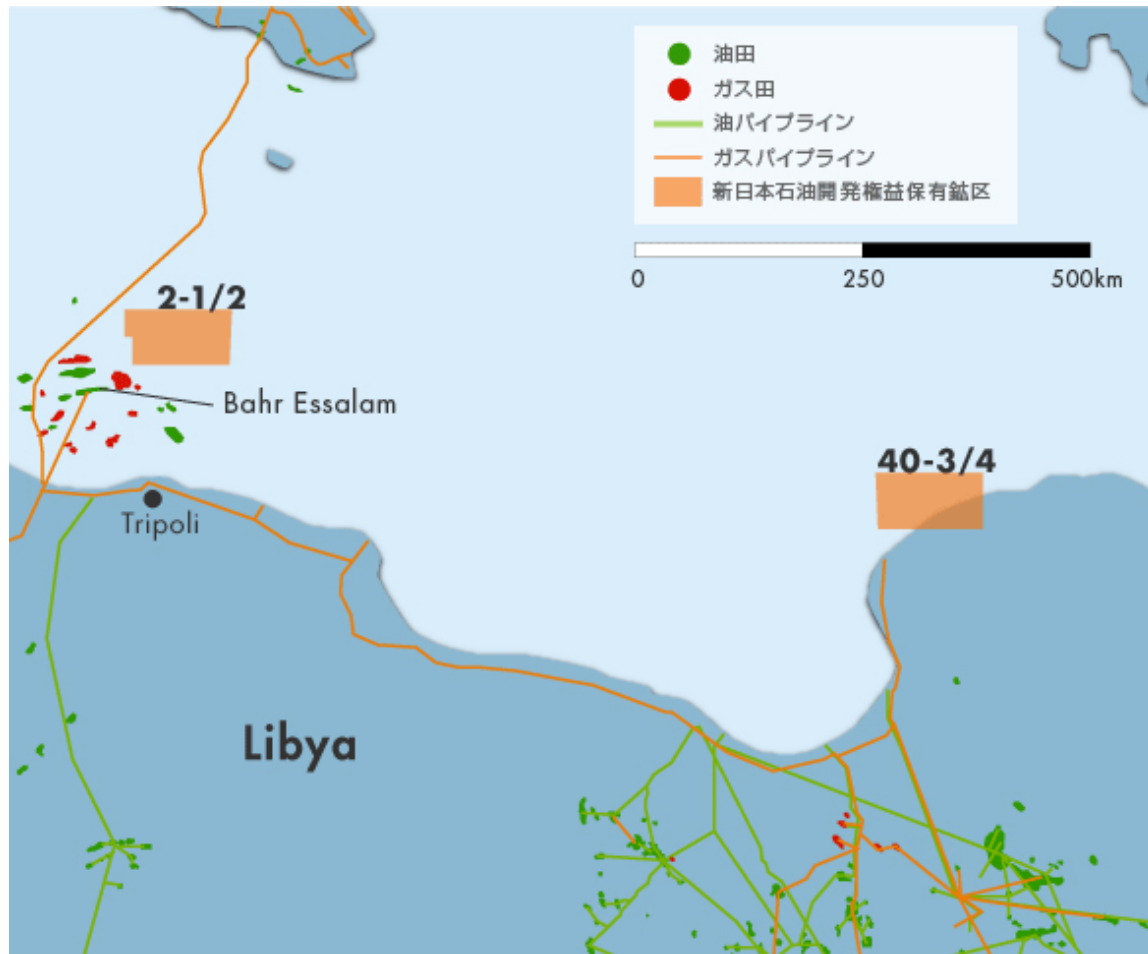 油田
ガス田
油パイプライン
ガスパイプライン
新日本石油開発権益保有鉱区
0 250 500km
2-1/2
Bahr Essalam
40-3/4
Tripoli
Libya